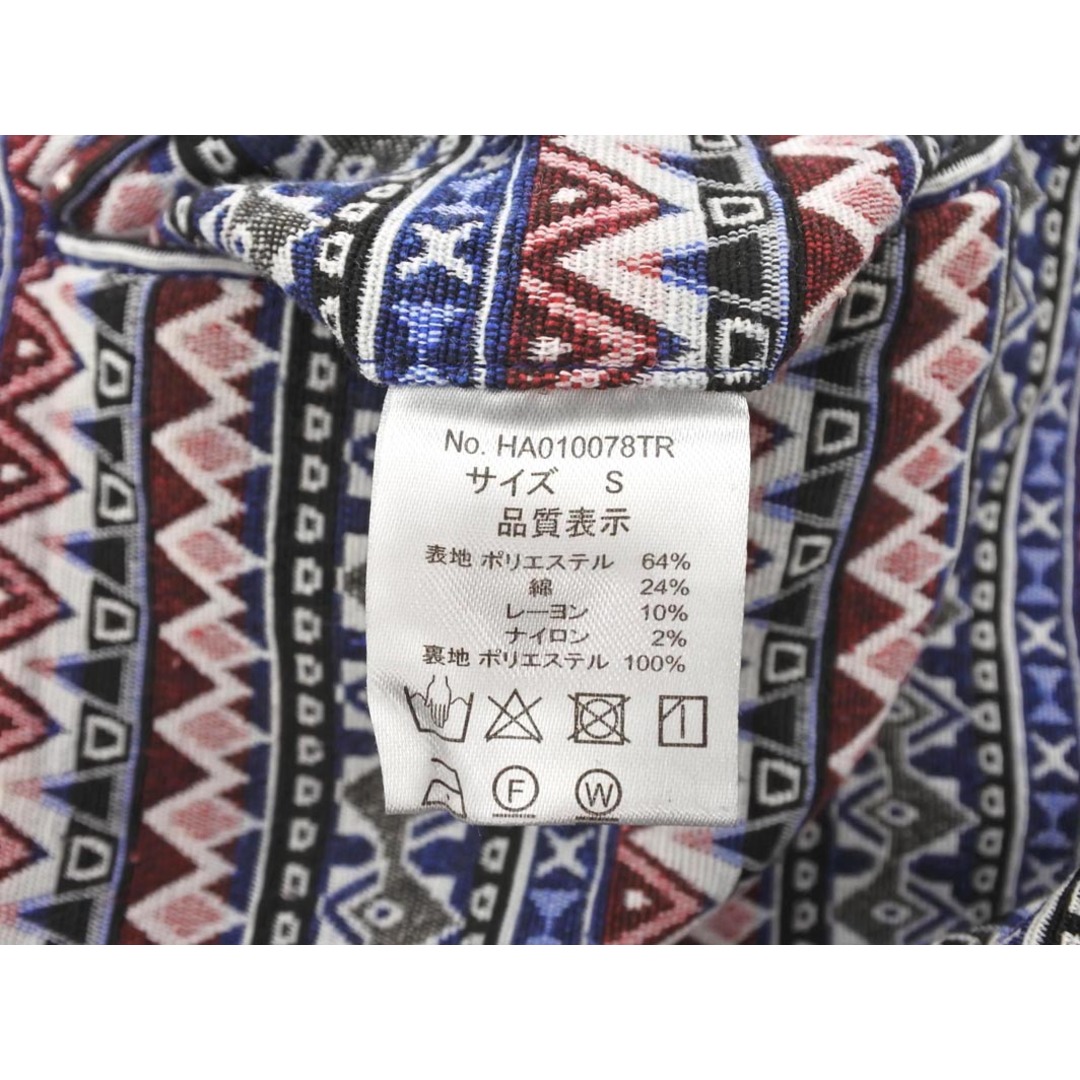 No. HA010078TR
サイズ S
品質表示
表地 ポリエステル 64%
綿 24%
レーヨン 10%
ナイロン 2%
裏地 ポリエステル 100%
F W